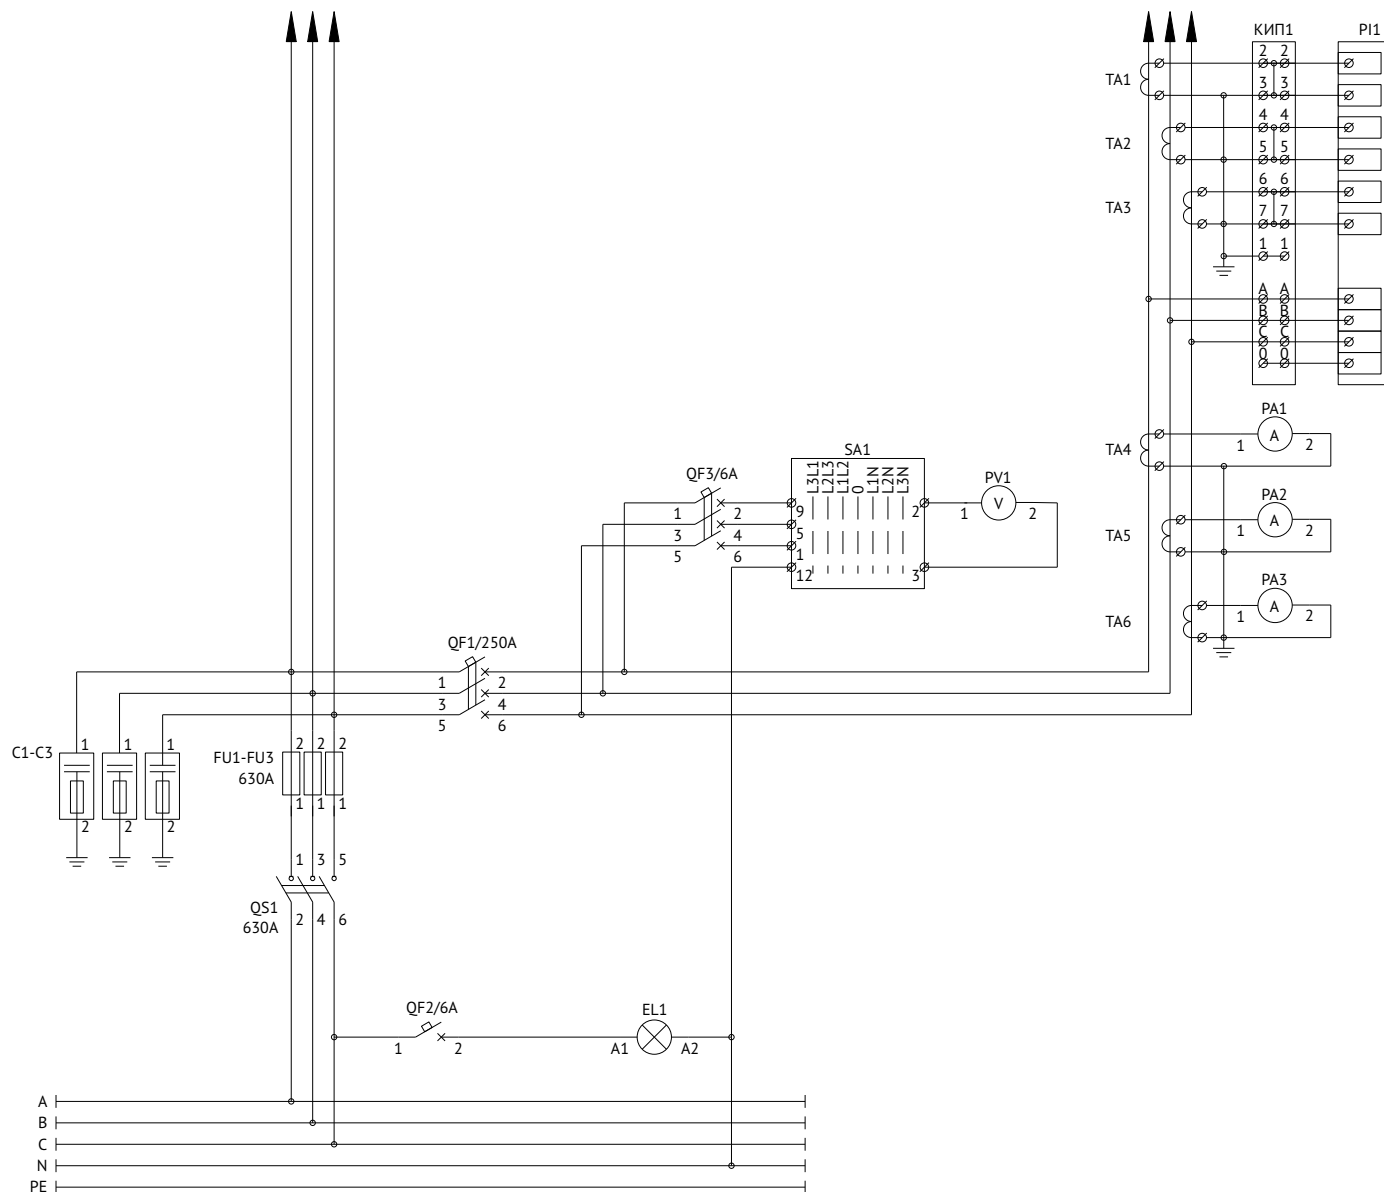 КИП1
PI1
2 2
TA1
3 3
4 4
TA2
5 5
6 6
TA3
7 7
1 1
A A
B B
C C
0 0
PA1
A
1 2
TA4
SA1
QF3/6A
L3L1
L2L3
L1L2
0
L1N
L2N
L3N
PV1
V
1 2
1 2
9
2
3 4
5
5 6
1
12
3
PA2
A
1 2
TA5
PA3
A
1 2
TA6
QF1/250A
1 2
3 4
5 6
C1-C3
1
1
1
2
2
2
FU1-FU3
630A
2 2 2
1 1 1
1 3 5
QS1
630A
2 4 6
QF2/6A
1 2
EL1
A1 A2
A
B
C
N
PE